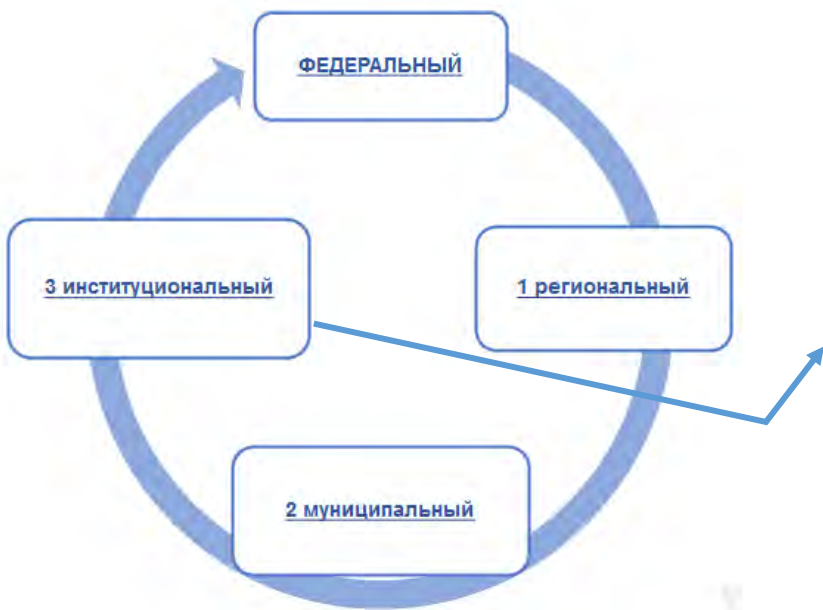 ФЕДЕРАЛЬНЫЙ
3 институциональный
1 региональный
2 муниципальный